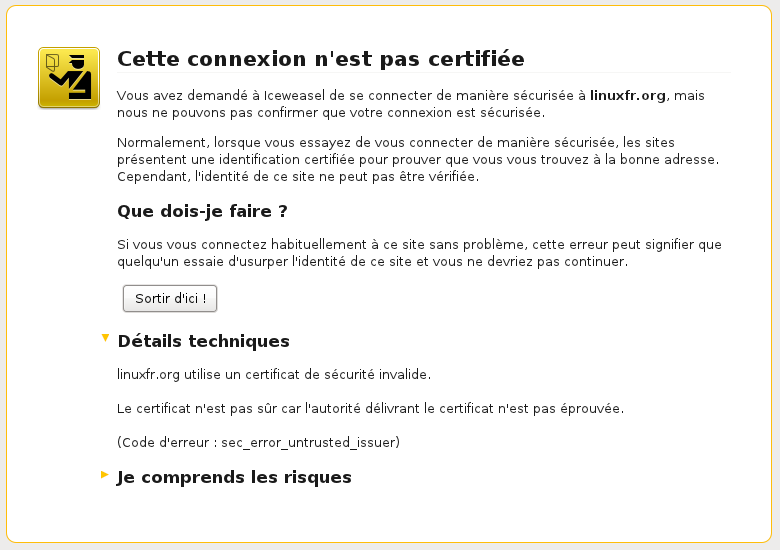 Cette connexion n'est pas certifiée
Vous avez demandé à Iceweasel de se connecter de manière sécurisée à linuxfr.org, mais
nous ne pouvons pas confirmer que votre connexion est sécurisée.
Normalement, lorsque vous essayez de vous connecter de manière sécurisée, les sites
présentent une identification certifiée pour prouver que vous vous trouvez à la bonne adresse.
Cependant, l'identité de ce site ne peut pas être vérifiée.
Que dois-je faire ?
Si vous vous connectez habituellement à ce site sans problème, cette erreur peut signifier que
quelqu'un essaie d'usurper l'identité de ce site et vous ne devriez pas continuer.
Sortir d'ici !
Détails techniques
linuxfr.org utilise un certificat de sécurité invalide.
Le certificat n'est pas sûr car l'autorité délivrant le certificat n'est pas éprouvée.
(Code d'erreur : sec_error_untrusted_issuer)
Je comprends les risques